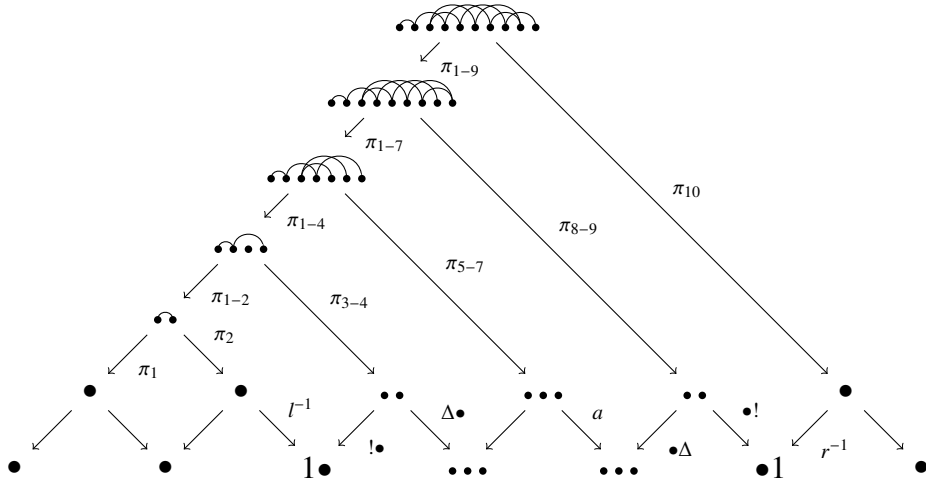 π₁₋₉
π₁₋₇
π₁₀
π₁₋₄
π₈₋₉
π₅₋₇
π₁₋₂ π₃₋₄
π₂
π₁
l⁻¹ Δ• a •!
1• !• •Δ •1 r⁻¹